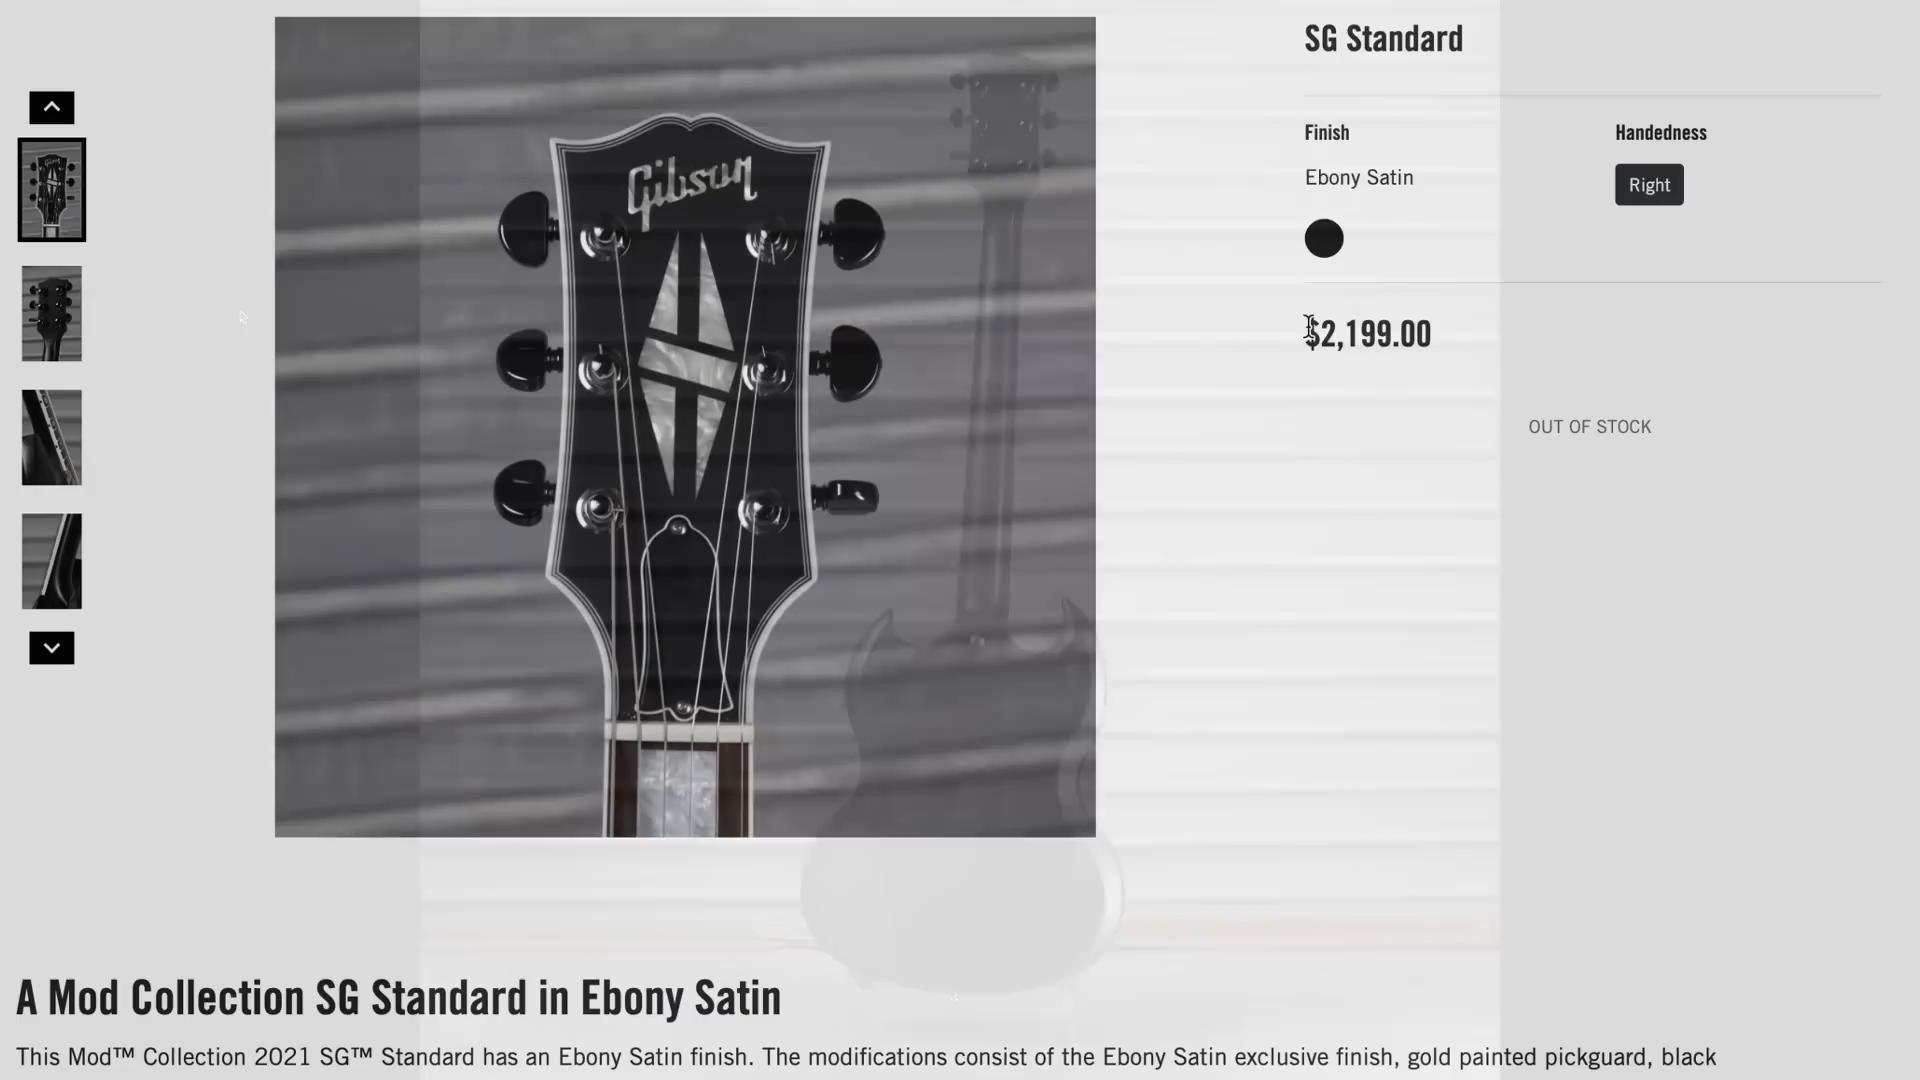 SG Standard
Finish
Handedness
Ebony Satin
Right
$2,199.00
OUT OF STOCK
Gibson
A Mod Collection SG Standard in Ebony Satin
This Mod™ Collection 2021 SG™ Standard has an Ebony Satin finish. The modifications consist of the Ebony Satin exclusive finish, gold painted pickguard, black